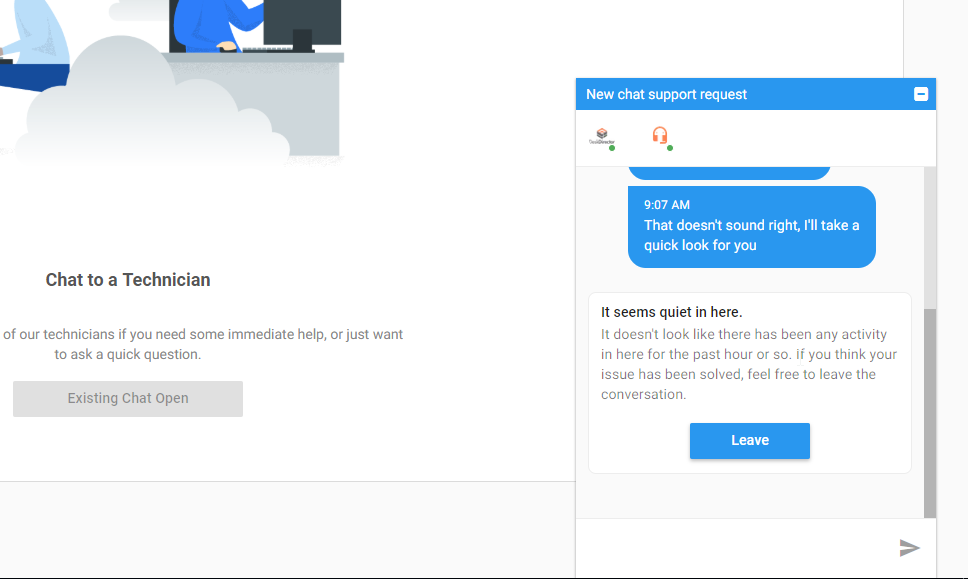 New chat support request
DeskDirector
9:07 AM
That doesn't sound right, I'll take a
quick look for you
Chat to a Technician
of our technicians if you need some immediate help, or just want
to ask a quick question.
Existing Chat Open
It seems quiet in here.
It doesn't look like there has been any activity
in here for the past hour or so. if you think your
issue has been solved, feel free to leave the
conversation.
Leave